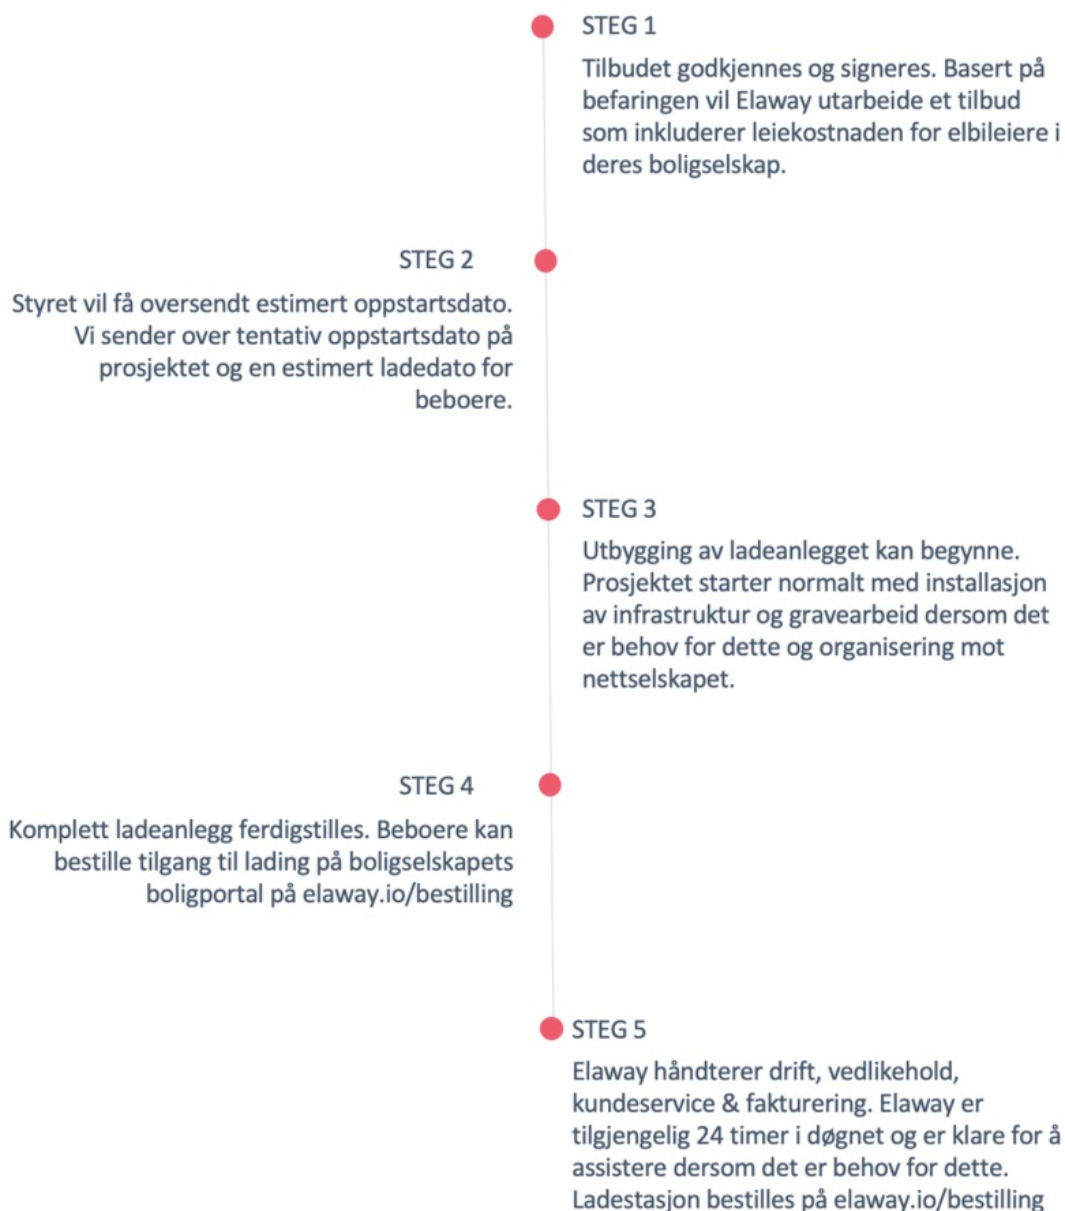 STEG 1
Tilbudet godkjennes og signeres. Basert på
befaringen vil Elaway utarbeide et tilbud
som inkluderer leiekostnaden for elbileiere i
deres boligselskap.
STEG 2
Styret vil få oversendt estimert oppstartsdato.
Vi sender over tentativ oppstartsdato på
prosjektet og en estimert ladedato for
beboere.
STEG 3
Utbygging av ladeanlegget kan begynne.
Prosjektet starter normalt med installasjon
av infrastruktur og gravearbeid dersom det
er behov for dette og organisering mot
nettselskapet.
STEG 4
Komplett ladeanlegg ferdigstilles. Beboere kan
bestille tilgang til lading på boligselskapets
boligportal på elaway.io/bestilling
STEG 5
Elaway håndterer drift, vedlikehold,
kundeservice & fakturering. Elaway er
tilgjengelig 24 timer i døgnet og er klare for å
assistere dersom det er behov for dette.
Ladestasjon bestilles på elaway.io/bestilling